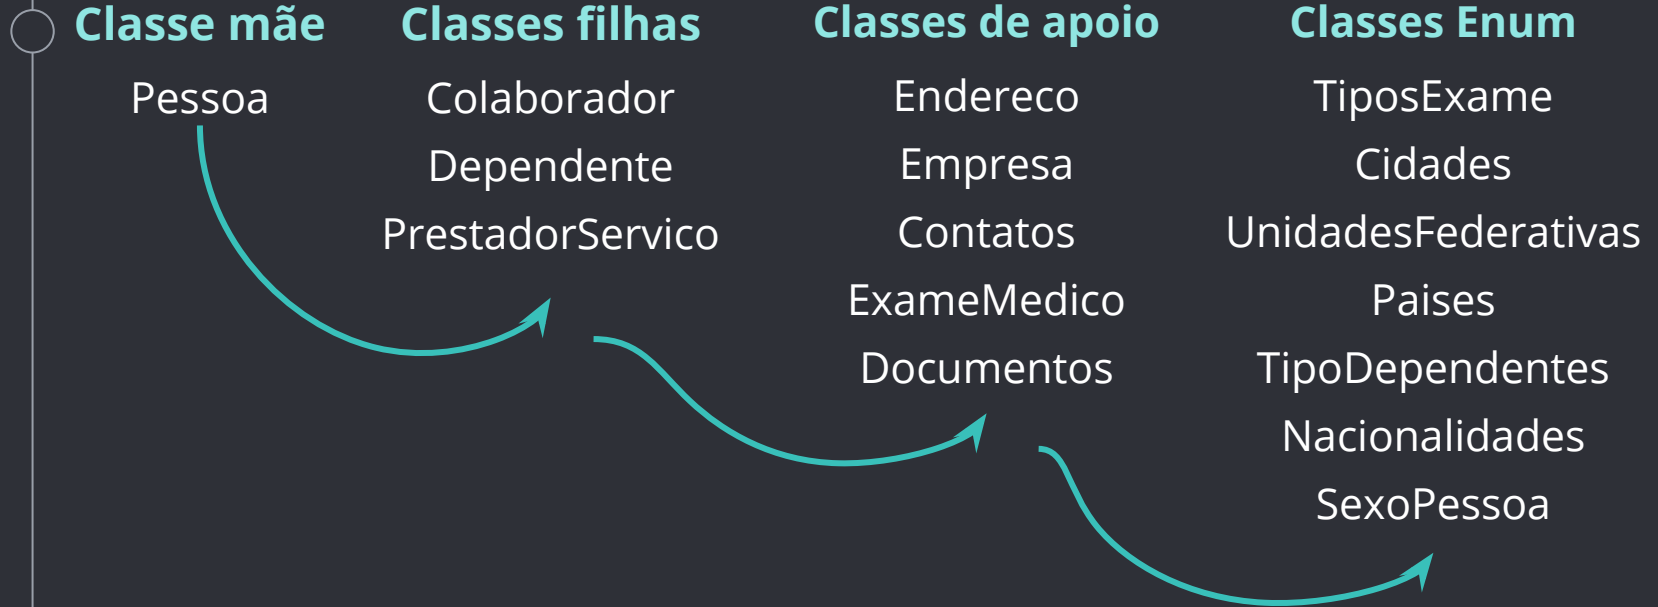 Classe mãe
Pessoa
Classes filhas
Colaborador
Dependente
PrestadorServico
Classes de apoio
Endereco
Empresa
Contatos
ExameMedico
Documentos
Classes Enum
TiposExame
Cidades
UnidadesFederativas
Paises
TipoDependentes
Nacionalidades
SexoPessoa